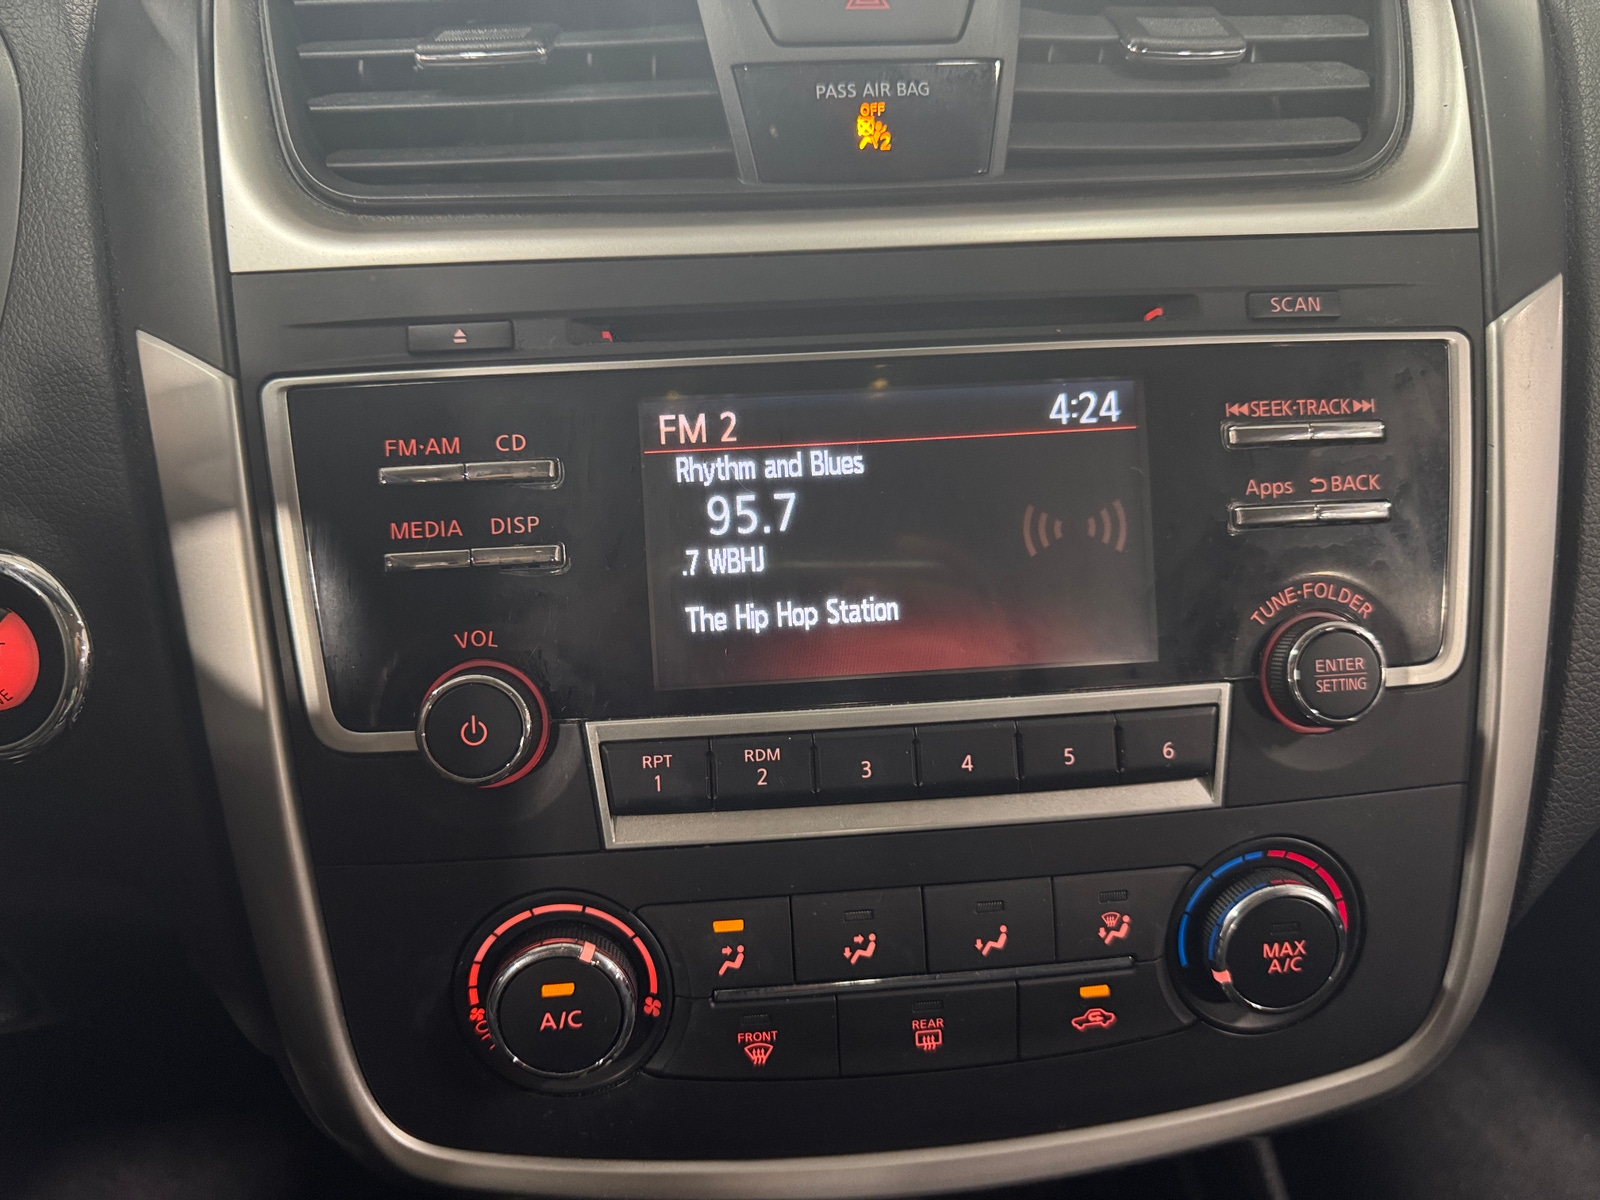 PASS AIR BAG
OFF
2
SCAN
FM·AM CD
FM 2 4:24
SEEK·TRACK
Rhythm and Blues
95.7
Apps BACK
MEDIA DISP
.7 WBHJ
The Hip Hop Station
TUNE·FOLDER
VOL
ENTER
SETTING
RPT
1
RDM
2
3
4
5
6
MAX
A/C
A/C
OFF
FRONT
REAR